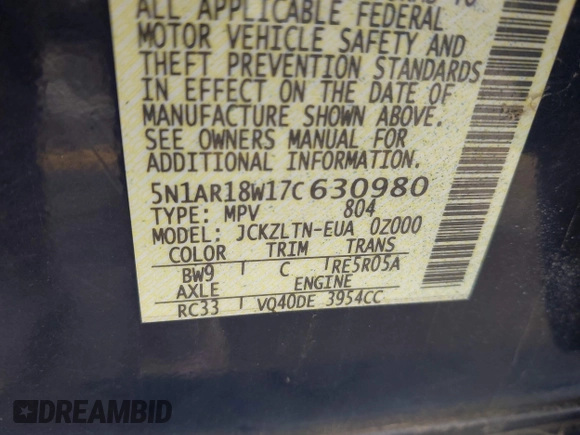 ALL APPLICABLE FEDERAL
MOTOR VEHICLE SAFETY AND
THEFT PREVENTION STANDARDS
IN EFFECT ON THE DATE OF
MANUFACTURE SHOWN ABOVE.
SEE OWNERS MANUAL FOR
ADDITIONAL INFORMATION.
5N1AR18W17C630980
TYPE: MPV 804
MODEL: JCKZLTN-EUA 0Z000
COLOR TRIM TRANS
BW9 C RE5R05A
AXLE ENGINE
RC33 VQ40DE 3954CC
DREAMBID